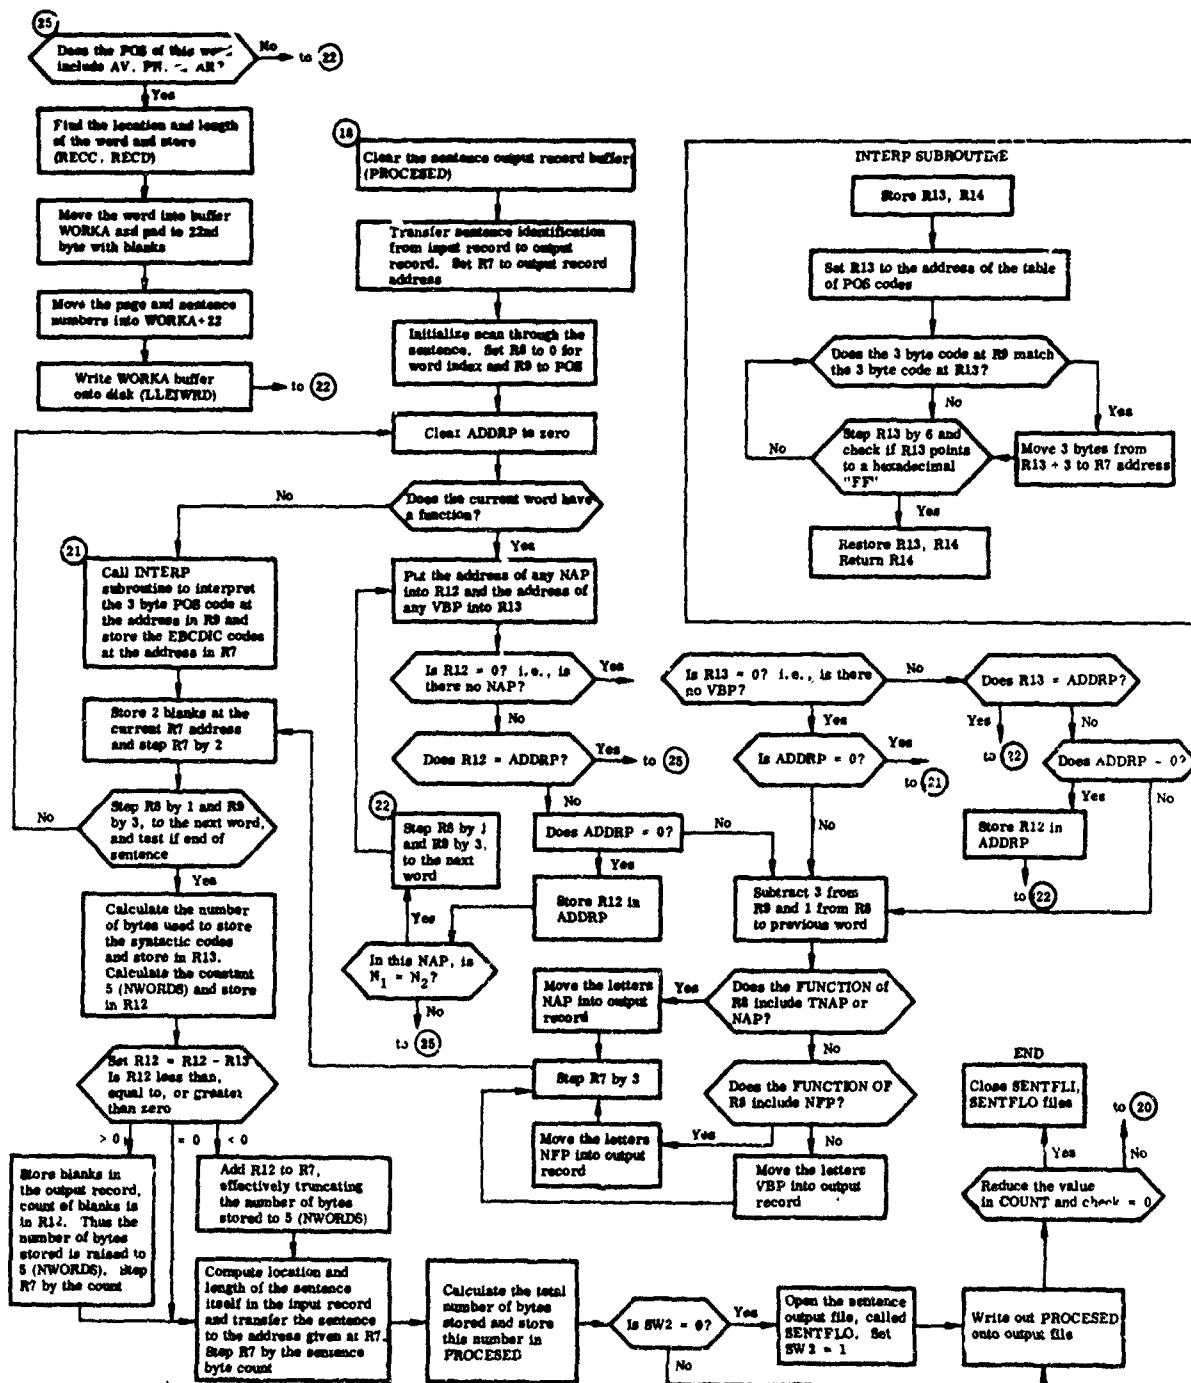 25
Does the POS of this word
include AV, PN, AR?
No
to 22
Yes
Find the location and length
of the word and store
(RECC, RECD)
Move the word into buffer
WORKA and pad to 22nd
byte with blanks
Move the page and sentence
numbers into WORKA+22
Write WORKA buffer
onto disk (LLEIWRD)
to 22
18
Clear the sentence output record buffer
(PROCESED)
Transfer sentence identification
from input record to output
record. Set R7 to output record
address
Initialize scan through the
sentence. Set R8 to 0 for
word index and R9 to POS
Clear ADDRP to zero
Does the current word have
a function?
No
Yes
21
Call INTERP
subroutine to interpret
the 3 byte POS code at
the address in R9 and
store the EBCDIC codes
at the address in R7
Store 2 blanks at the
current R7 address
and step R7 by 2
Step R8 by 1 and R9
by 3, to the next word,
and test if end of
sentence
No
Yes
Calculate the number
of bytes used to store
the syntactic codes
and store in R13.
Calculate the constant
5 (NWORDS) and store
in R12
Set R12 = R12 - R13
Is R12 less than,
equal to, or greater
than zero
> 0
= 0
< 0
Store blanks in
the output record,
count of blanks is
in R12. Thus the
number of bytes
stored is raised to
5 (NWORDS). Step
R7 by the count
Add R12 to R7,
effectively truncating
the number of bytes
stored to 5 (NWORDS)
Compute location and
length of the sentence
itself in the input record
and transfer the sentence
to the address given at R7.
Step R7 by the sentence
byte count
Calculate the total
number of bytes
stored and store
this number in
PROCESED
Is SW2 = 0?
Yes
No
Open the sentence
output file, called
SENTFLO. Set
SW2 = 1
Write out PROCESED
onto output file
Reduce the value
in COUNT and check = 0
Yes
No
to 20
END
Close SENTFLI,
SENTFLO files
Put the address of any NAP
into R12 and the address of
any VBP into R13
Is R12 = 0? i.e., is
there no NAP?
Yes
No
Does R12 = ADDRP?
Yes
to 25
No
22
Step R8 by 1
and R9 by 3,
to the next
word
Does ADDRP = 0?
No
Yes
Store R12 in
ADDRP
Yes
In this NAP, is
N1 = N2?
No
to 25
Is R13 = 0? i.e., is there
no VBP?
No
Yes
Does R13 = ADDRP?
Yes
to 22
No
Is ADDRP = 0?
Yes
to 21
No
Does ADDRP = 0?
Yes
No
Store R12 in
ADDRP
to 22
Subtract 3 from
R9 and 1 from R8
to previous word
Does the FUNCTION of
R8 include TNAP or
NAP?
Yes
No
Move the letters
NAP into output
record
Step R7 by 3
Does the FUNCTION OF
R8 include NFP?
Yes
No
Move the letters
NFP into output
record
Move the letters
VBP into output
record
INTERP SUBROUTINE
Store R13, R14
Set R13 to the address of the table
of POS codes
Does the 3 byte code at R9 match
the 3 byte code at R13?
No
Yes
Step R13 by 6 and
check if R13 points
to a hexadecimal
"FF"
No
Yes
Move 3 bytes from
R13 + 3 to R7 address
Restore R13, R14
Return R14